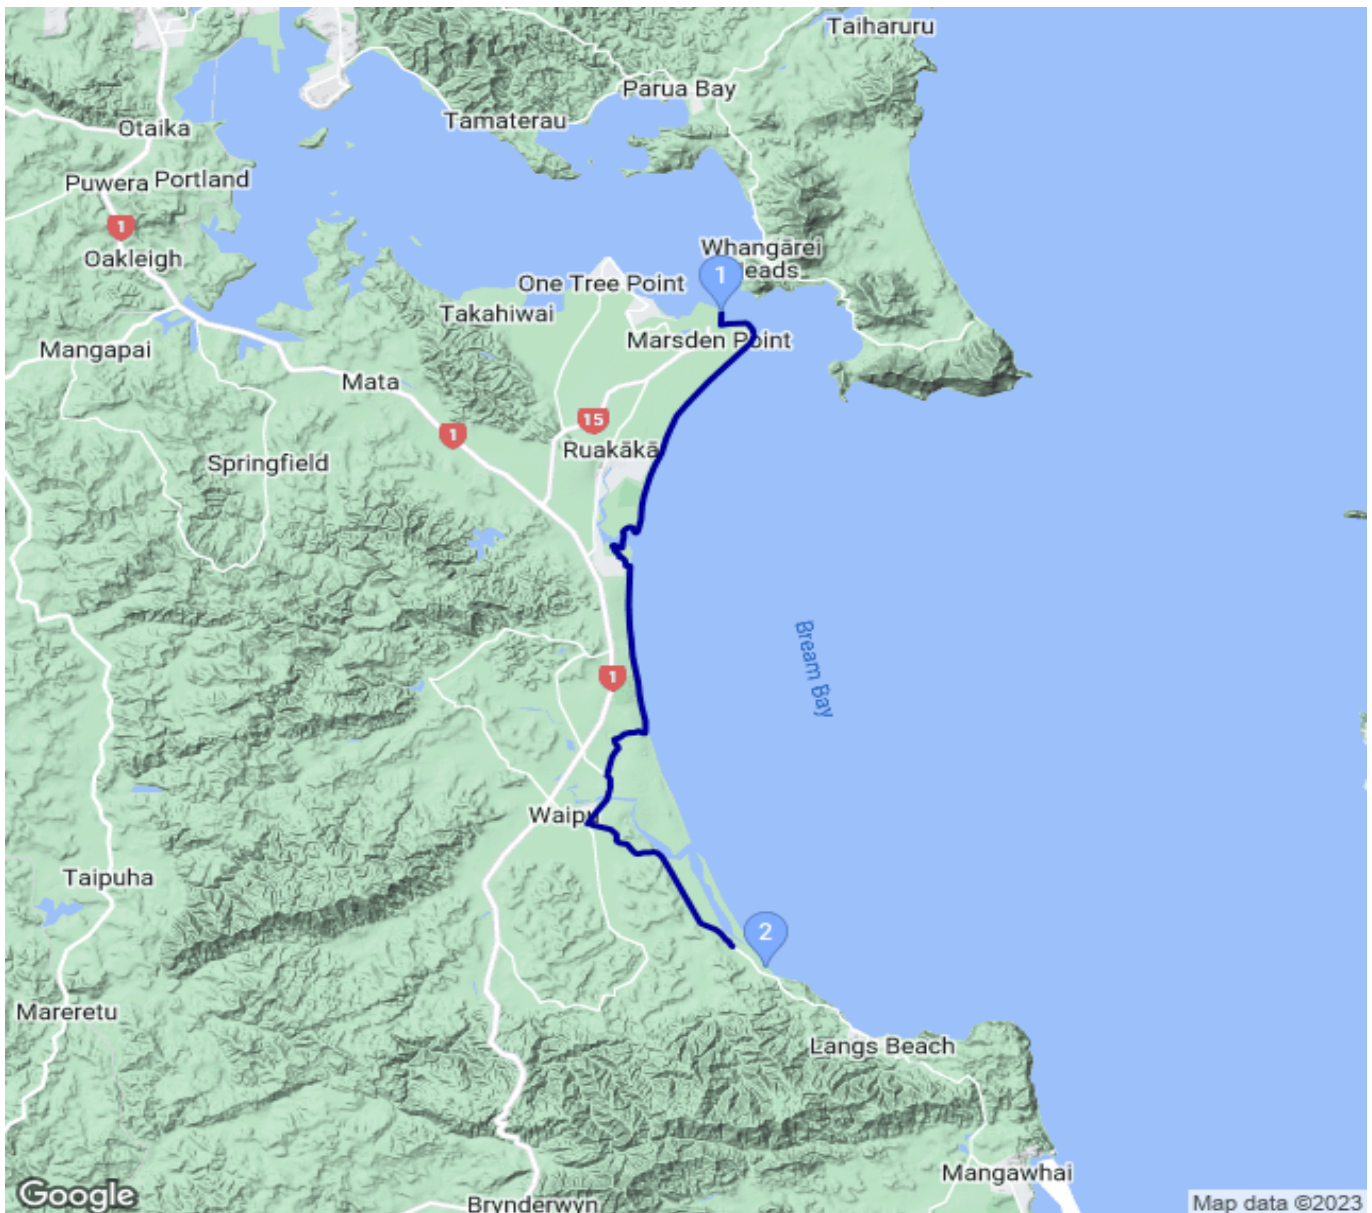 Taiharuru
Parua Bay
Tamaterau
Otaika
Puwera
Portland
1
Oakleigh
Whangārei
Heads
1
One Tree Point
Takahiwai
Marsden Point
Mangapai
Mata
15
1
Ruakākā
Springfield
Bream Bay
1
Waipu
Taipuha
2
Mareretu
Langs Beach
Mangawhai
Brynderwyn
Google
Map data ©2023